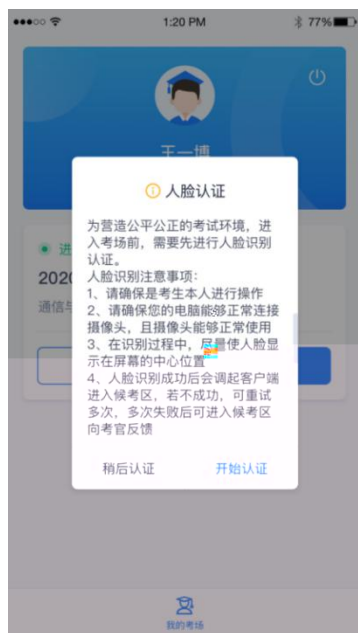 1:20 PM
77%
王一博
人脸认证
为营造公平公正的考试环境，进
入考场前，需要先进行人脸识别
认证。
人脸识别注意事项：
1、请确保是考生本人进行操作
2、请确保您的电脑能够正常连接
摄像头，且摄像头能够正常使用
3、在识别过程中，尽量使人脸显
示在屏幕的中心位置
4、人脸识别成功后会调起客户端
进入候考区，若不成功，可重试
多次，多次失败后可进入候考区
向考官反馈
稍后认证
开始认证
进
202
通信与
我的考场